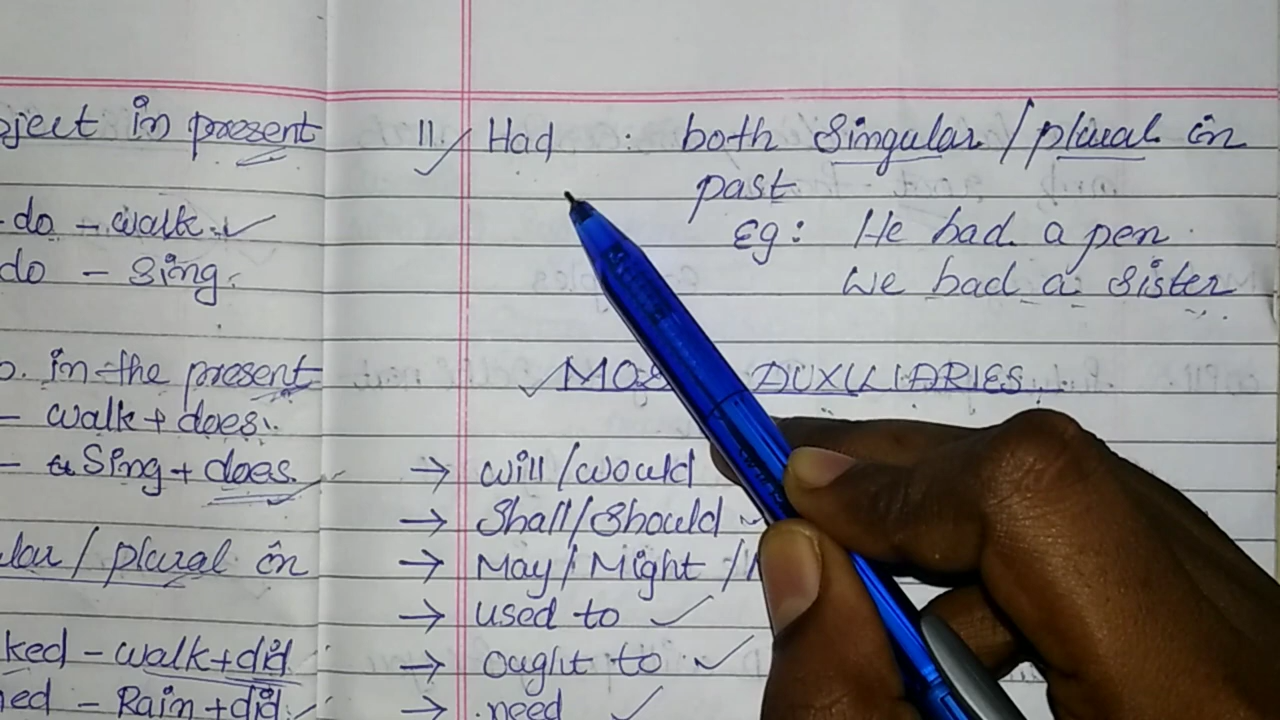 ject in present
do - walk.
do - Sing.
. in the present
- walk + does.
- Sing + does.
lar / plural in
ked - walk + did
ned - Rain + did
11. Had : both Singular / plural in
past
Eg: He had a pen.
We had a sister
AUXILIARIES
→ Will / Would
→ Shall / Should
→ May / Might /
→ used to
→ Ought to
→ need